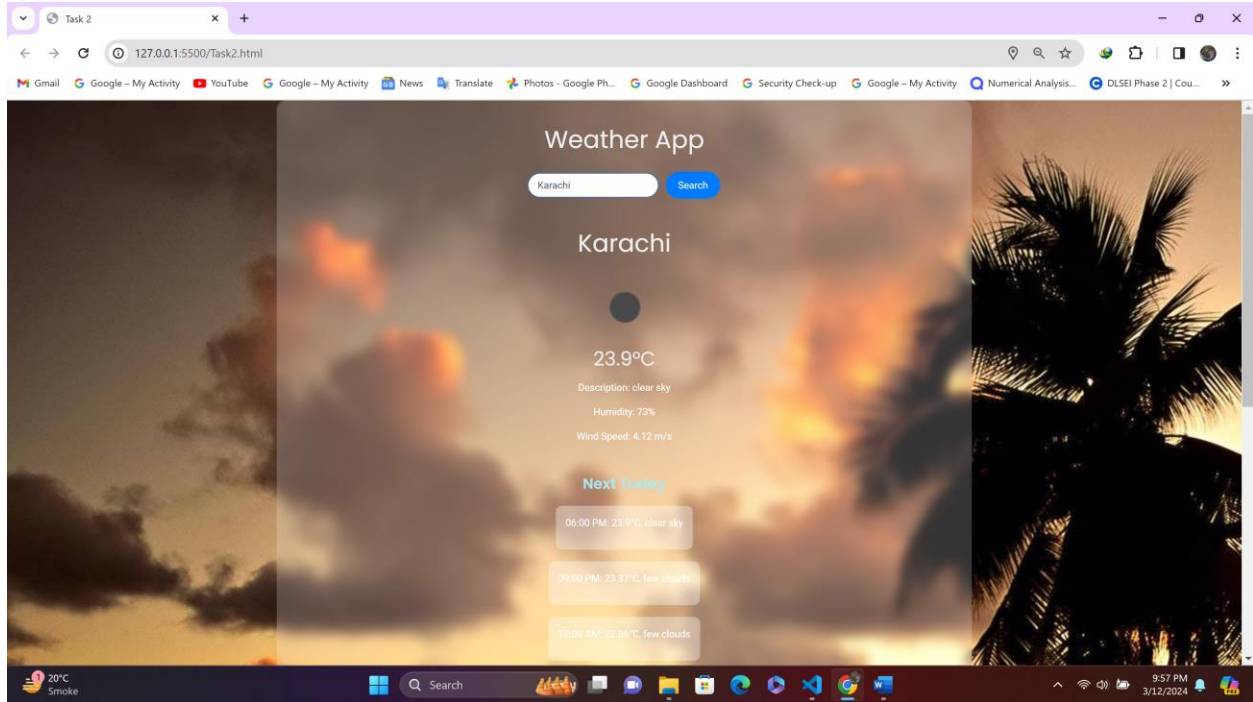 Task 2
127.0.0.1:5500/Task2.html
Gmail Google – My Activity YouTube Google – My Activity News Translate Photos - Google Ph... Google Dashboard Security Check-up Google – My Activity Numerical Analysis... DLSEI Phase 2 | Cou... »
Weather App
Karachi Search
Karachi
23.9°C
Description: clear sky
Humidity: 73%
Wind Speed: 4.12 m/s
Next Today
06:00 PM: 23.9°C, clear sky
09:00 PM: 23.37°C, few clouds
12:00 AM: 22.66°C, few clouds
1 20°C
Smoke
Search
9:57 PM
3/12/2024